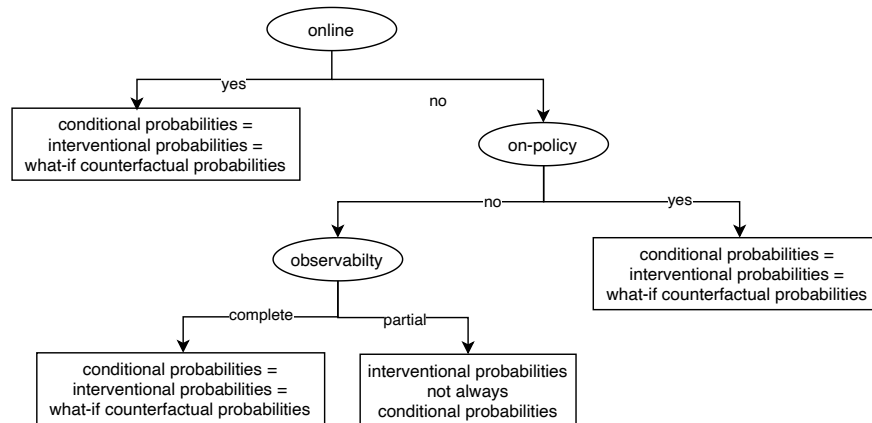 online
yes
no
conditional probabilities =
interventional probabilities =
what-if counterfactual probabilities
on-policy
no
yes
observabilty
conditional probabilities =
interventional probabilities =
what-if counterfactual probabilities
complete
partial
conditional probabilities =
interventional probabilities =
what-if counterfactual probabilities
interventional probabilities
not always
conditional probabilities